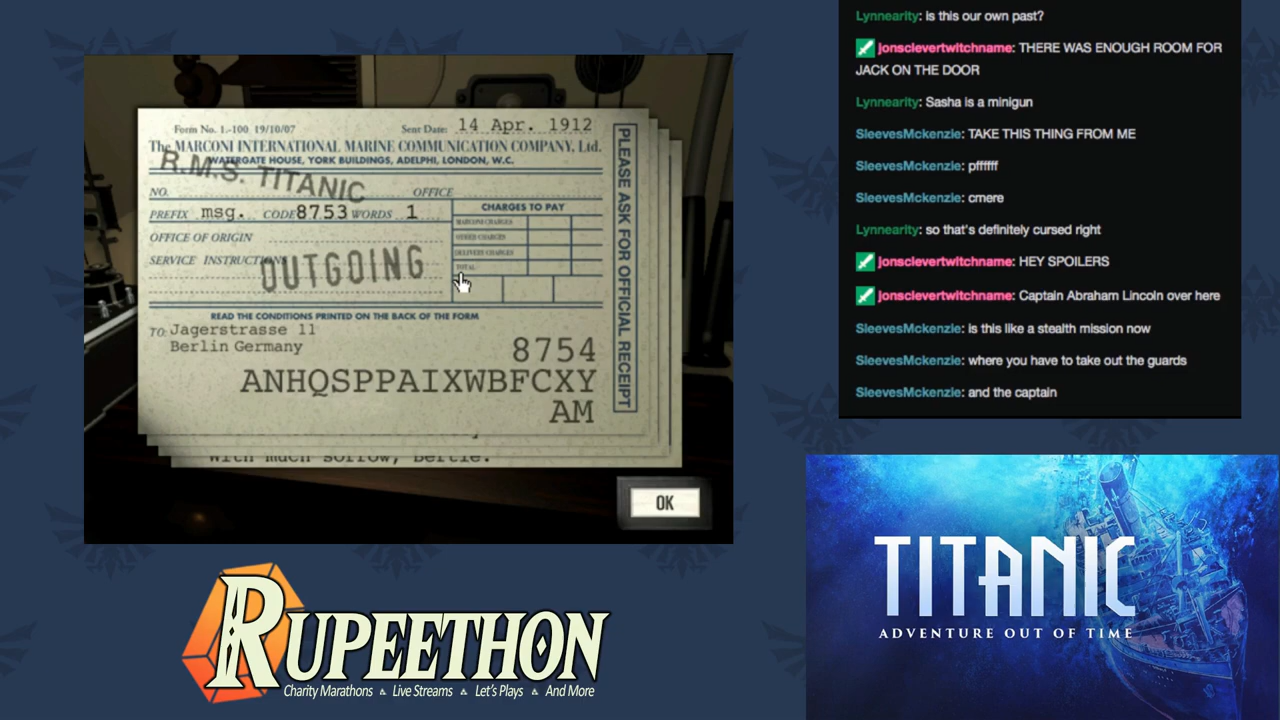 Form No. 1.-100 19/10/07 Sent Date: 14 Apr. 1912
The MARCONI INTERNATIONAL MARINE COMMUNICATION COMPANY, Ltd.
WATERGATE HOUSE, YORK BUILDINGS, ADELPHI, LONDON, W.C.
R.M.S. TITANIC
NO. OFFICE
PREFIX msg. CODE 8753 WORDS 1
CHARGES TO PAY
MARCONI CHARGES
OTHER CHARGES
DELIVERY CHARGES
TOTAL
OFFICE OF ORIGIN
SERVICE INSTRUCTIONS
OUTGOING
READ THE CONDITIONS PRINTED ON THE BACK OF THE FORM
TO: Jagerstrasse 11
Berlin Germany
8754
ANHQSPPAIXWBFCXY
AM
PLEASE ASK FOR OFFICIAL RECEIPT
With much sorrow, Bertie.
OK
Lynnearity: is this our own past?
jonsclevertwitchname: THERE WAS ENOUGH ROOM FOR
JACK ON THE DOOR
Lynnearity: Sasha is a minigun
SleevesMckenzie: TAKE THIS THING FROM ME
SleevesMckenzie: pffffff
SleevesMckenzie: cmere
Lynnearity: so that's definitely cursed right
jonsclevertwitchname: HEY SPOILERS
jonsclevertwitchname: Captain Abraham Lincoln over here
SleevesMckenzie: is this like a stealth mission now
SleevesMckenzie: where you have to take out the guards
SleevesMckenzie: and the captain
RUPEETHON
Charity Marathons Live Streams Let's Plays And More
TITANIC
ADVENTURE OUT OF TIME